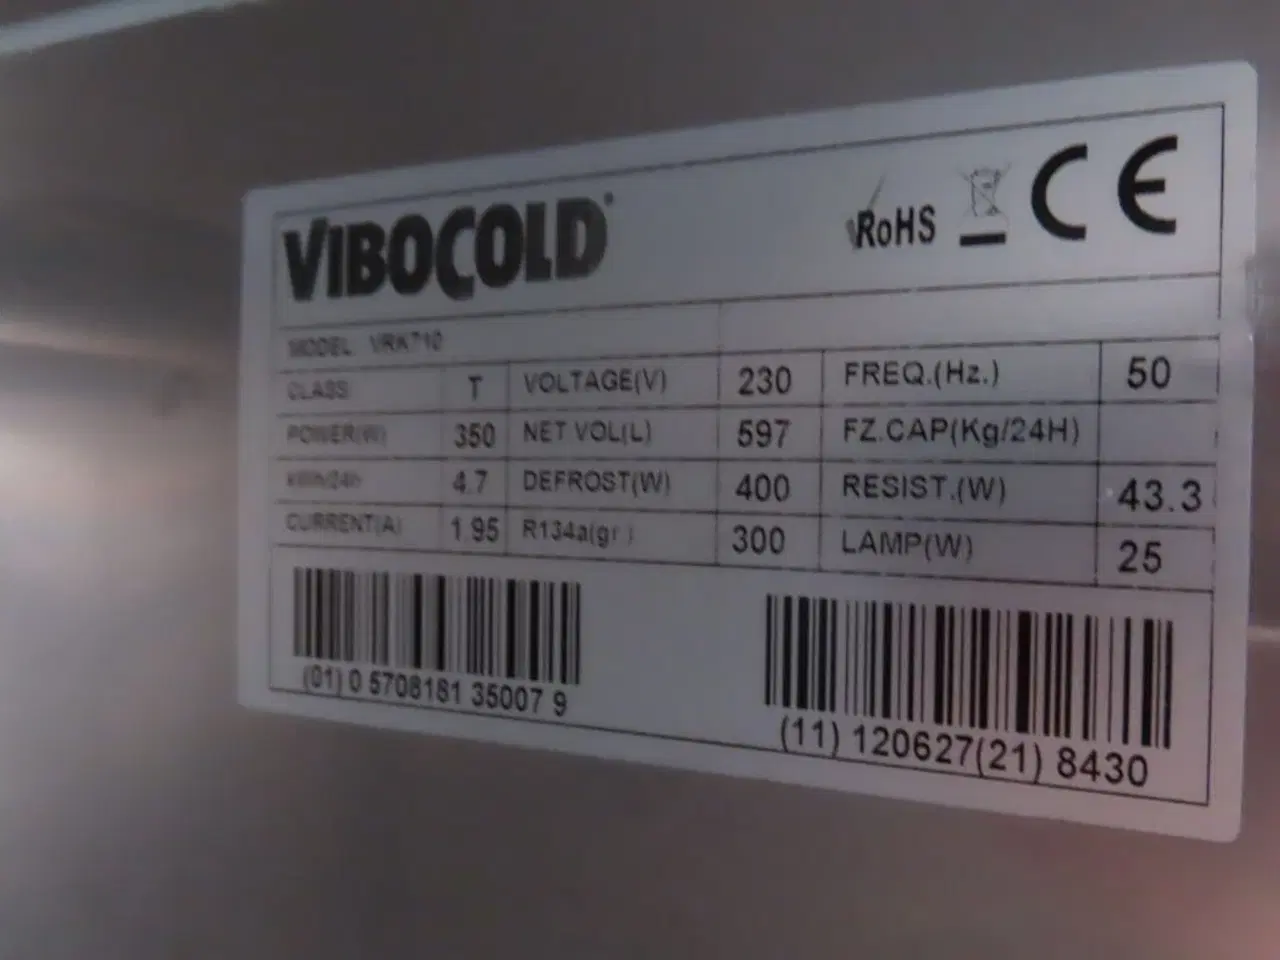 VIBOCOLD
RoHS CE
MODEL VRK710
CLASS T VOLTAGE(V) 230 FREQ.(Hz.) 50
POWER(W) 350 NET VOL(L) 597 FZ.CAP(Kg/24H)
kWh/24h 4.7 DEFROST(W) 400 RESIST.(W) 43.3
CURRENT(A) 1.95 R134a(gr.) 300 LAMP(W) 25
(01) 0 5708181 35007 9
(11) 120627(21) 8430